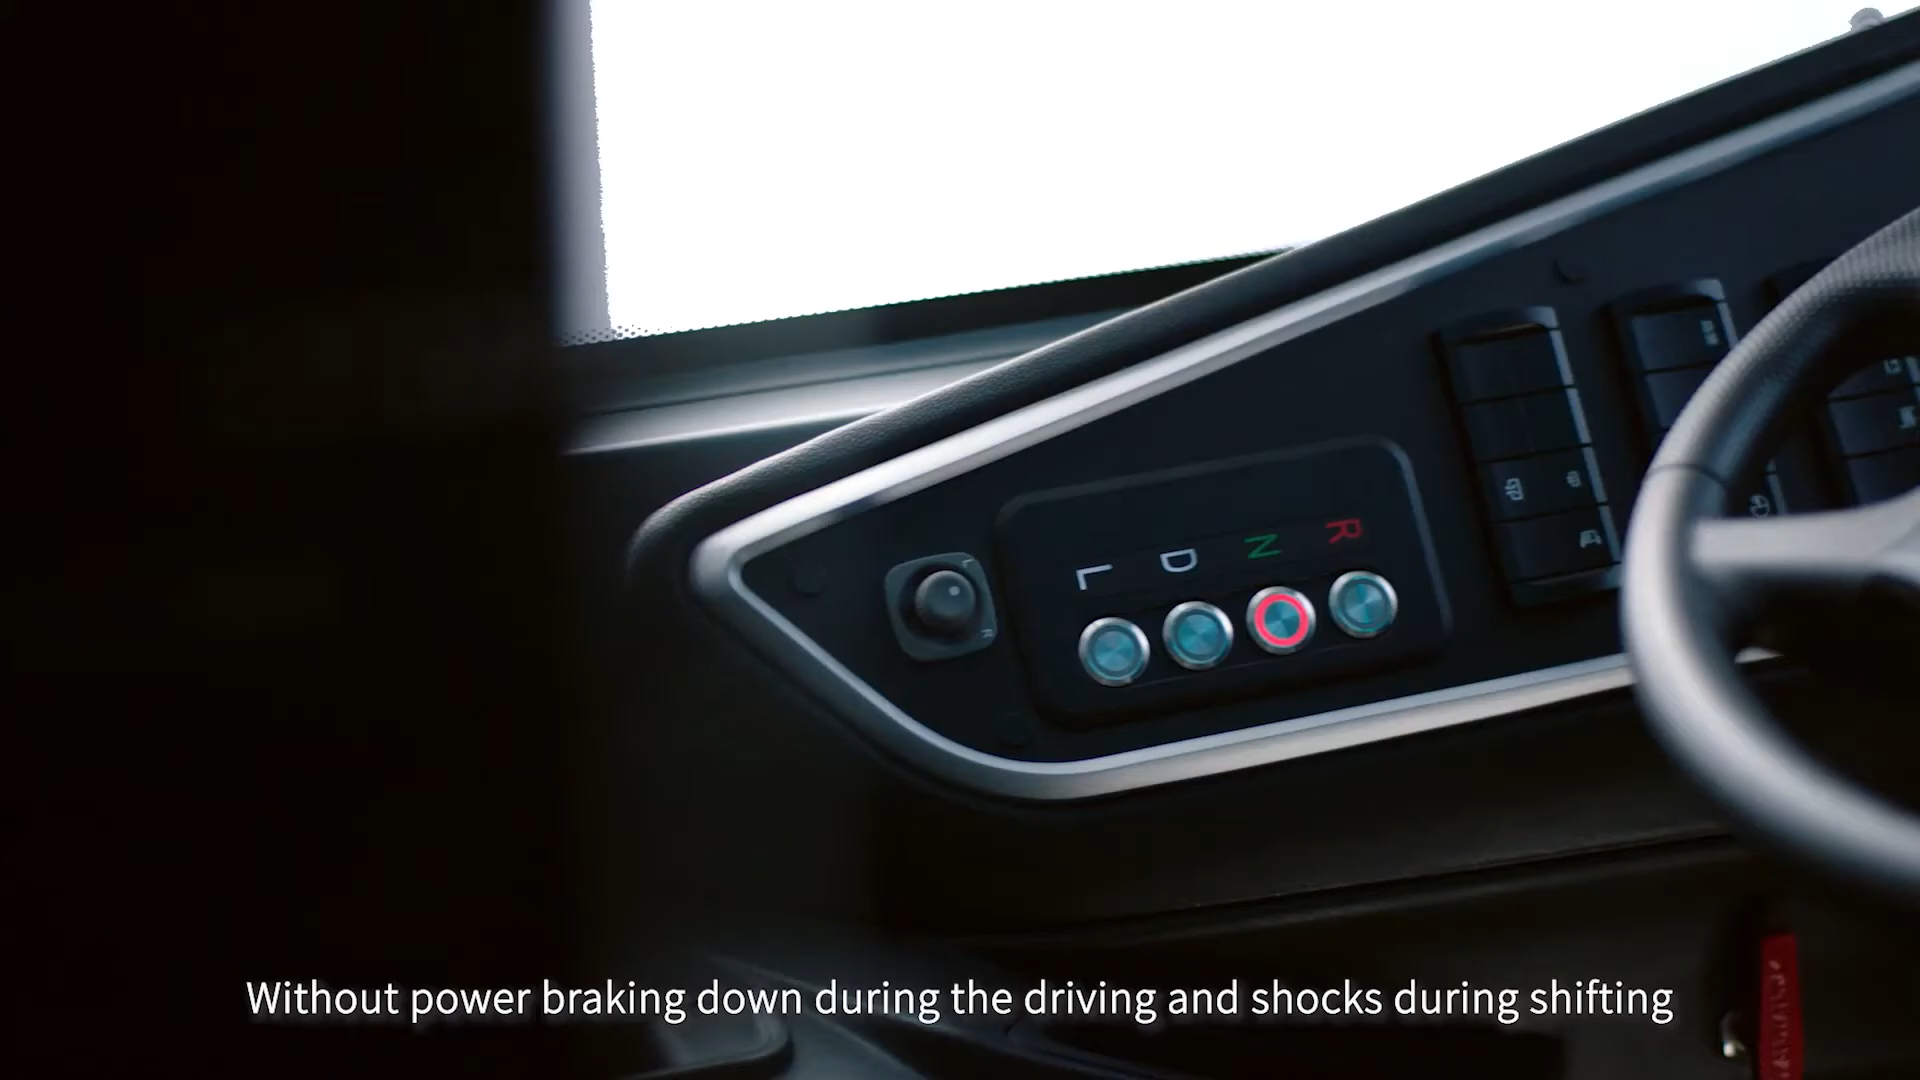 L D N R
L
R
Without power braking down during the driving and shocks during shifting